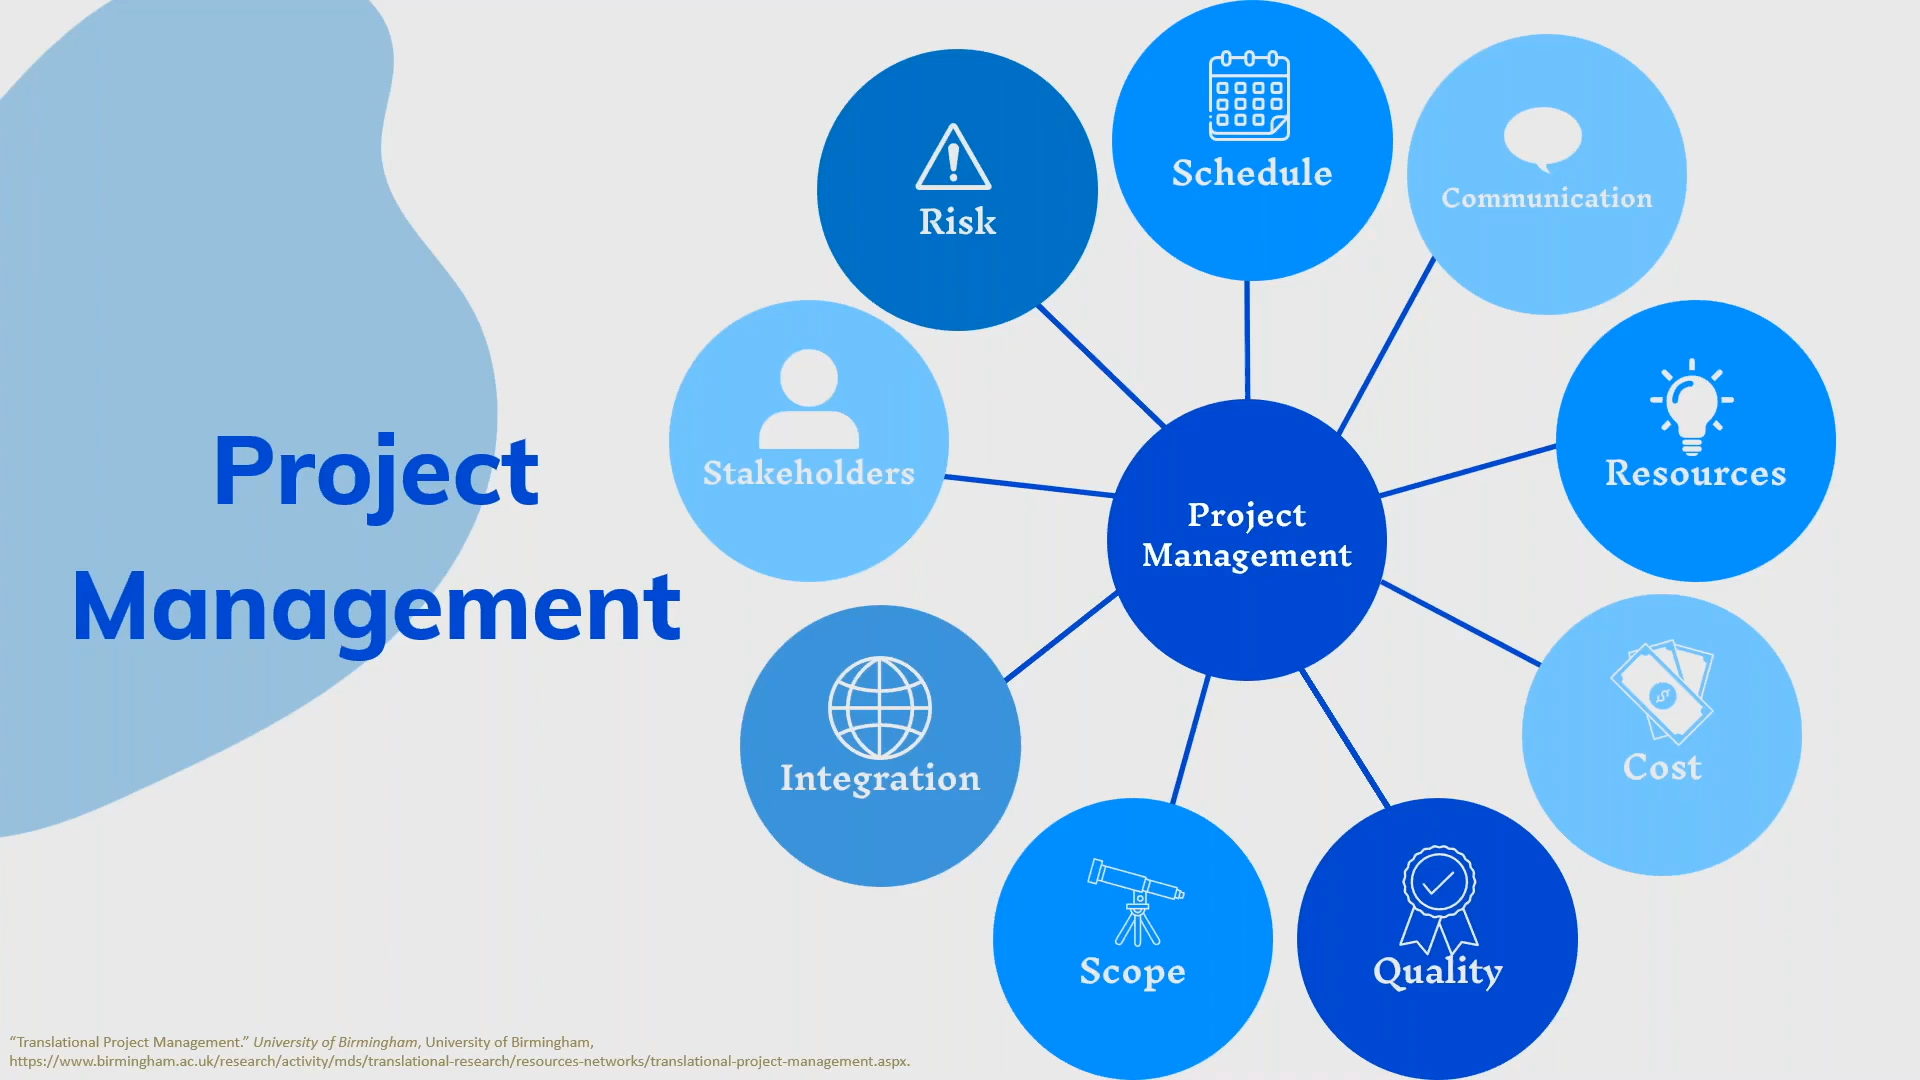 Project
Management
Risk
Schedule
Communication
Stakeholders
Resources
Project
Management
Integration
Cost
Scope
Quality
“Translational Project Management.” University of Birmingham, University of Birmingham,
https://www.birmingham.ac.uk/research/activity/mds/translational-research/resources-networks/translational-project-management.aspx.